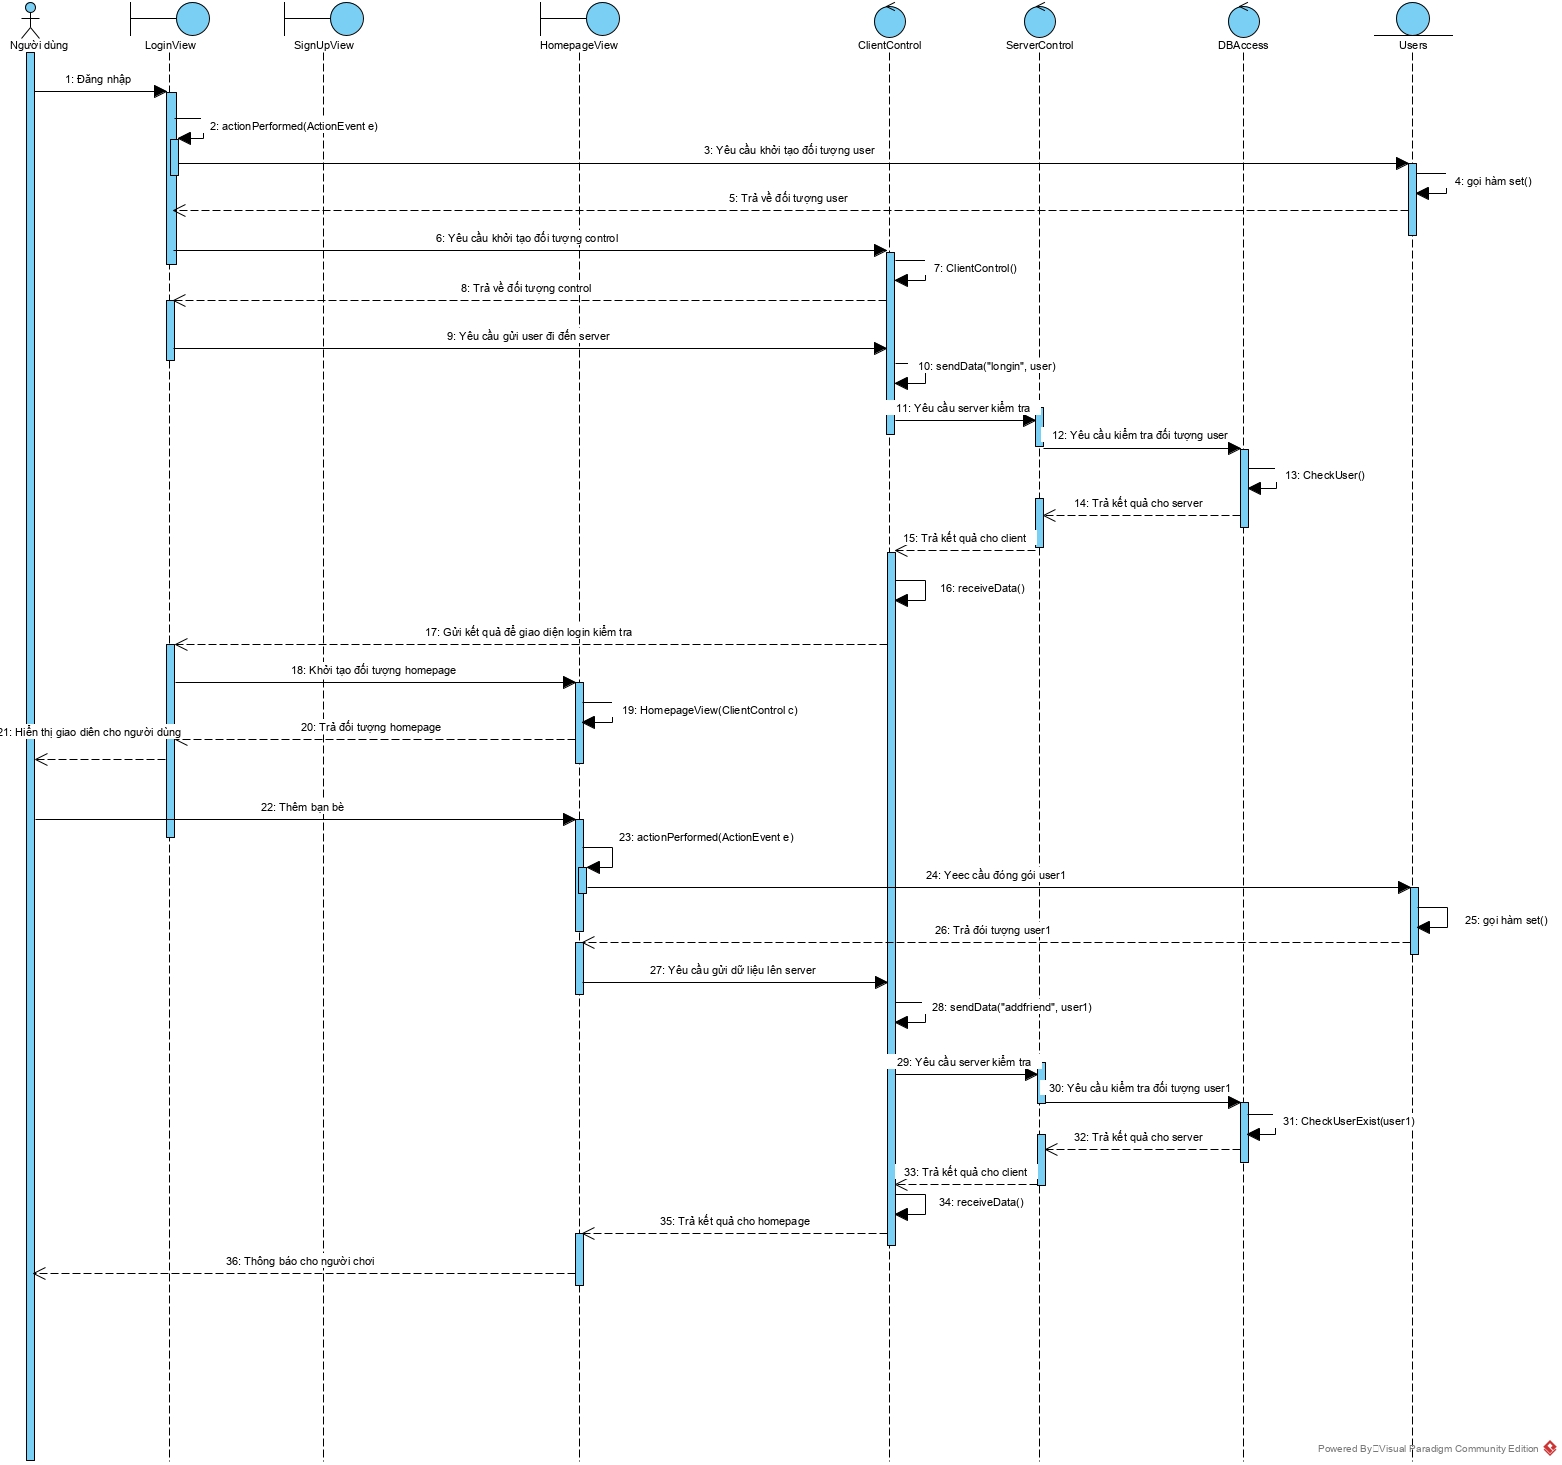 Người dùng
LoginView
SignUpView
HomepageView
ClientControl
ServerControl
DBAccess
Users
1: Đăng nhập
2: actionPerformed(ActionEvent e)
3: Yêu cầu khởi tạo đối tượng user
4: gọi hàm set()
5: Trả về đối tượng user
6: Yêu cầu khởi tạo đối tượng control
7: ClientControl()
8: Trả về đối tượng control
9: Yêu cầu gửi user đi đến server
10: sendData("longin", user)
11: Yêu cầu server kiểm tra
12: Yêu cầu kiểm tra đối tượng user
13: CheckUser()
14: Trả kết quả cho server
15: Trả kết quả cho client
16: receiveData()
17: Gửi kết quả để giao diện login kiểm tra
18: Khởi tạo đối tượng homepage
19: HomepageView(ClientControl c)
20: Trả đối tượng homepage
21: Hiển thị giao diên cho người dùng
22: Thêm bạn bè
23: actionPerformed(ActionEvent e)
24: Yeec cầu đóng gói user1
25: gọi hàm set()
26: Trả đói tượng user1
27: Yêu cầu gửi dữ liệu lên server
28: sendData("addfriend", user1)
29: Yêu cầu server kiểm tra
30: Yêu cầu kiểm tra đối tượng user1
31: CheckUserExist(user1)
32: Trả kết quả cho server
33: Trả kết quả cho client
34: receiveData()
35: Trả kết quả cho homepage
36: Thông báo cho người chơi
Powered By Visual Paradigm Community Edition